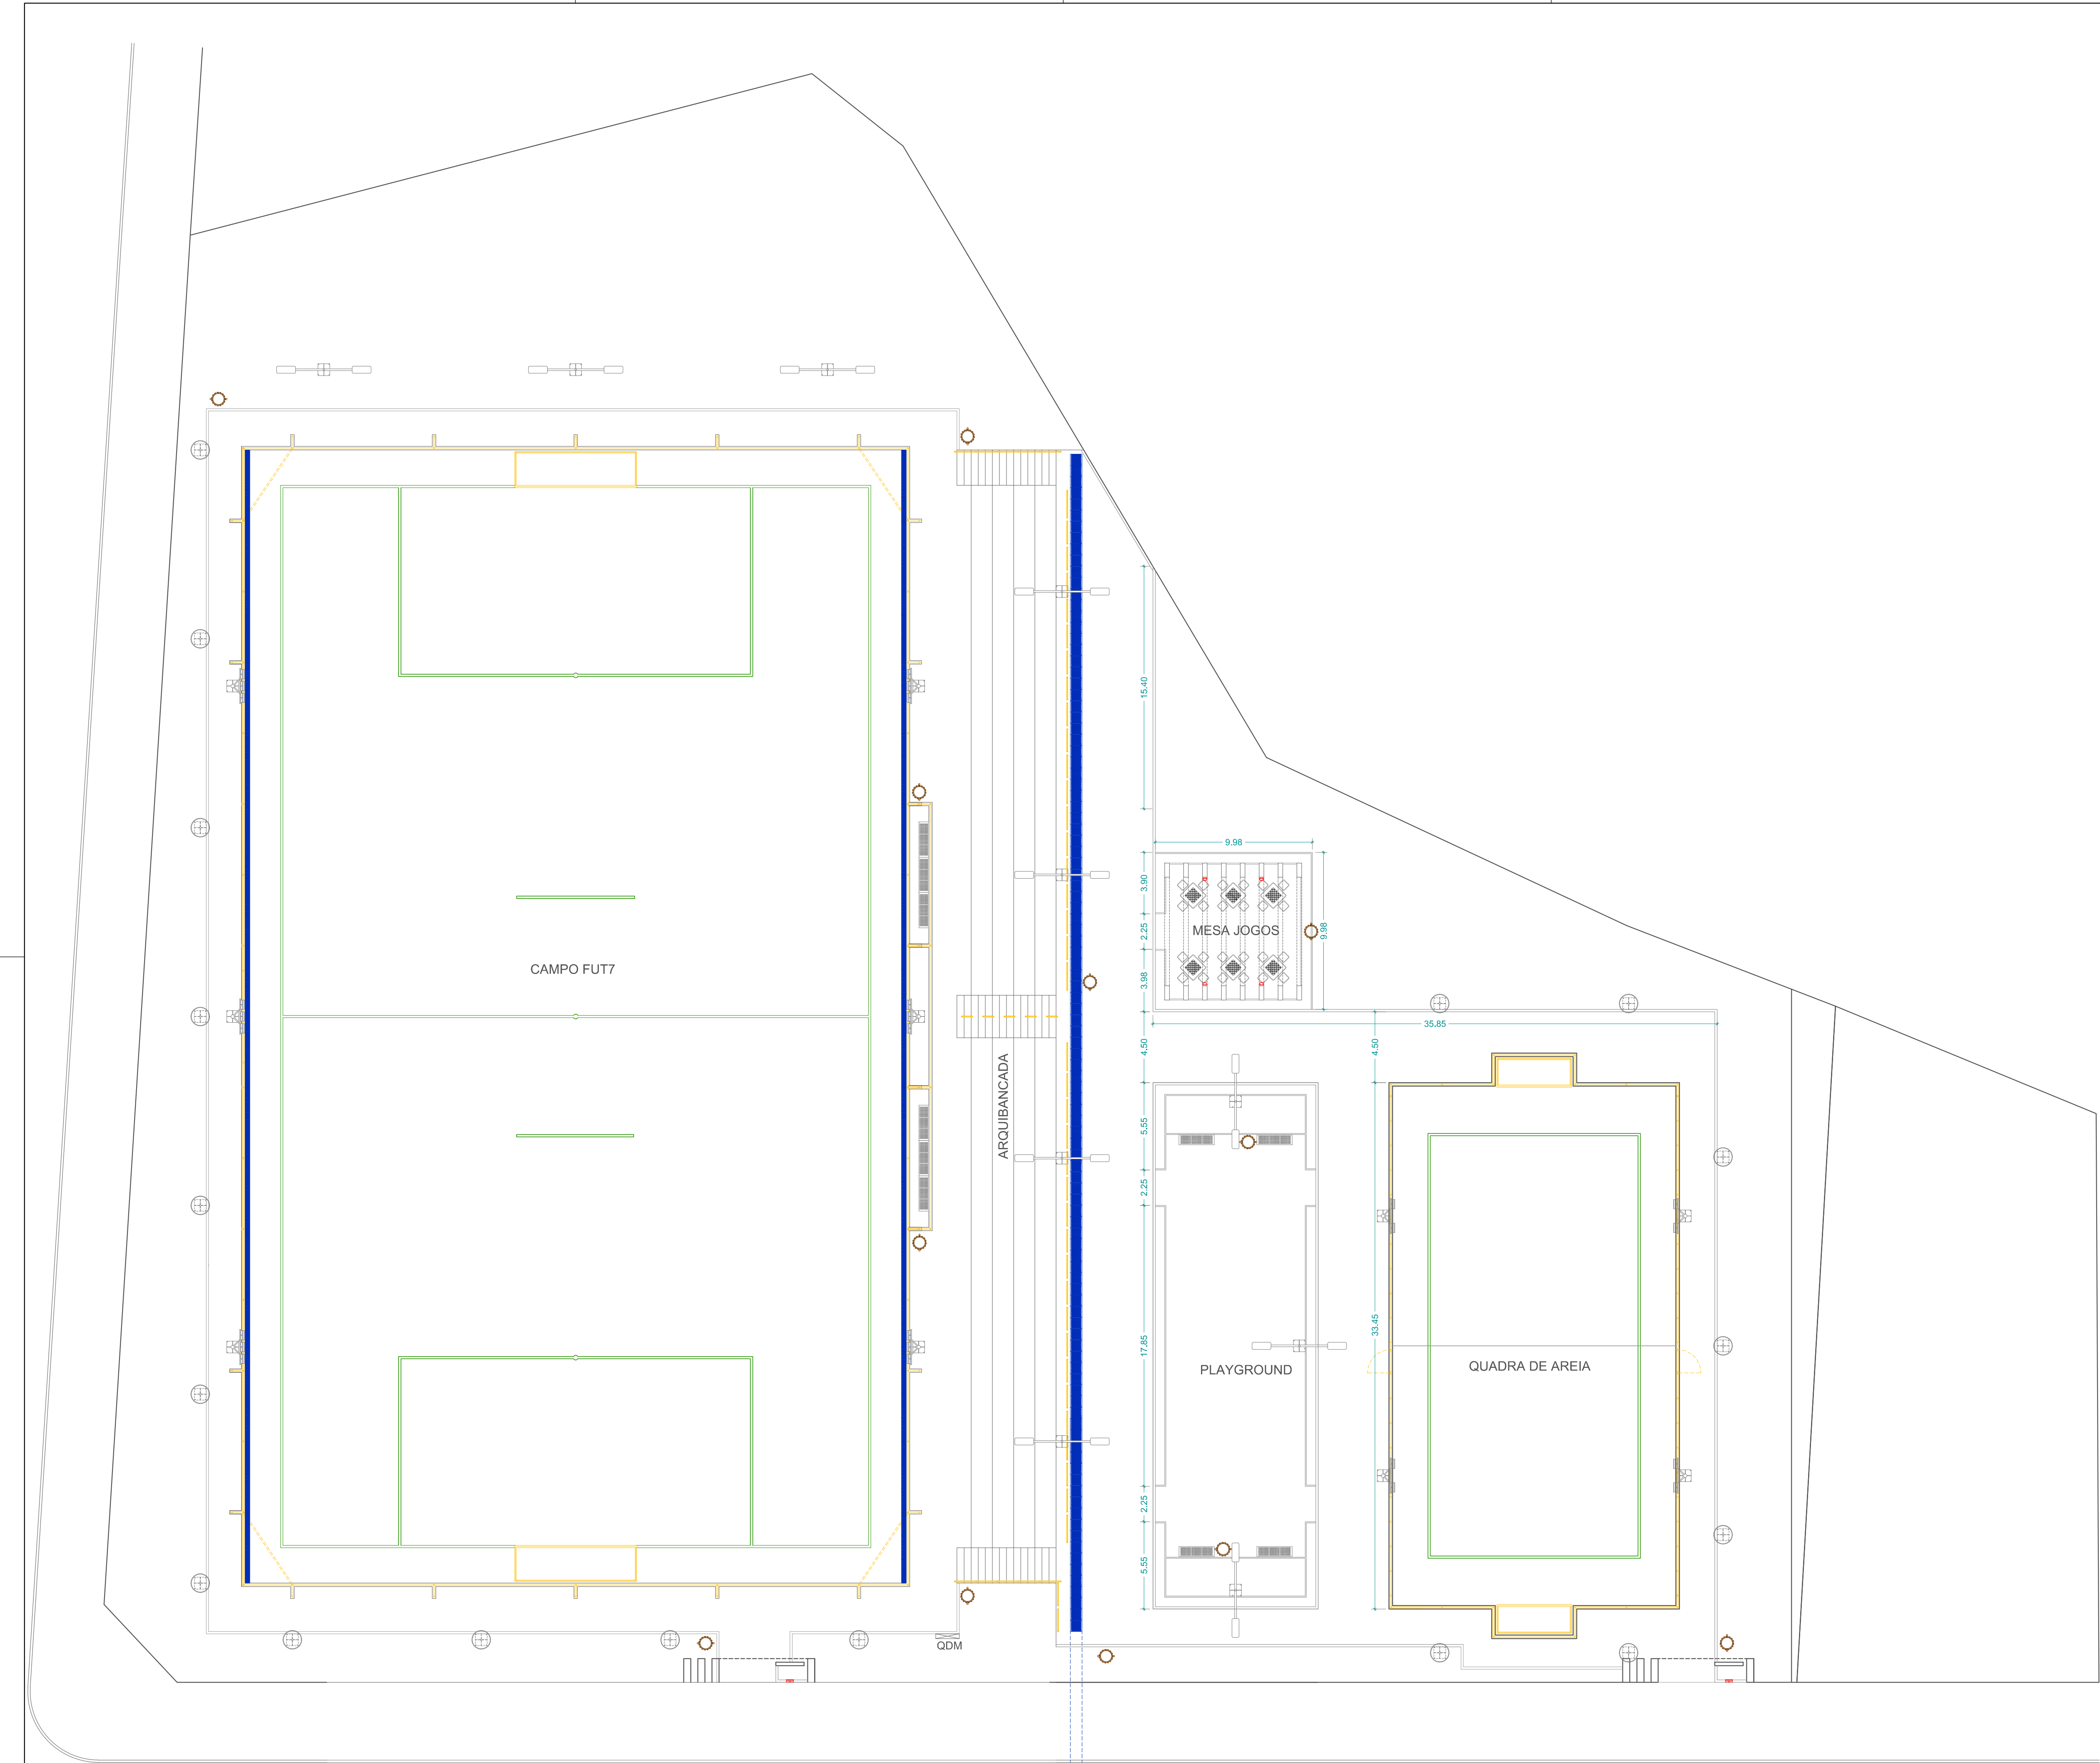 15.40
9.98
3.90
2.25
MESA JOGOS
9.98
3.98
CAMPO FUT7
35.85
4.50
4.50
ARQUIBANCADA
5.55
2.25
17.85
33.45
PLAYGROUND
QUADRA DE AREIA
2.25
5.55
QDM